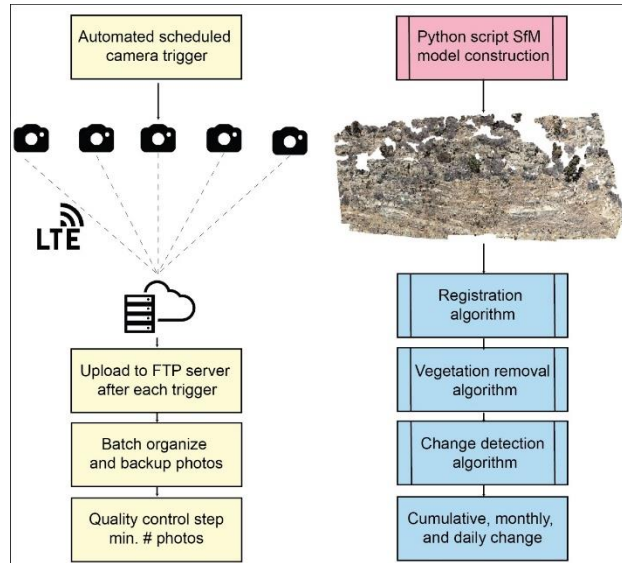 Automated scheduled
camera trigger
LTE
Upload to FTP server
after each trigger
Batch organize
and backup photos
Quality control step
min. # photos
Python script SfM
model construction
Registration
algorithm
Vegetation removal
algorithm
Change detection
algorithm
Cumulative, monthly,
and daily change